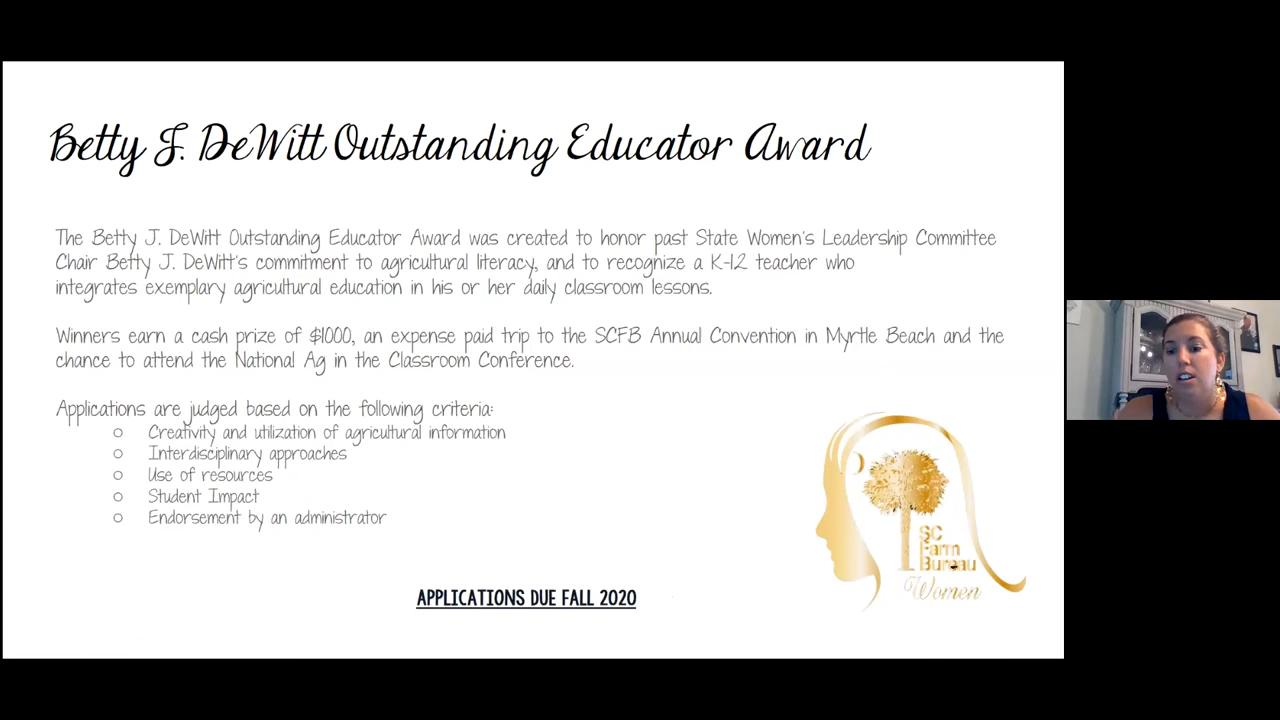 Betty J. DeWitt Outstanding Educator Award
The Betty J. DeWitt Outstanding Educator Award was created to honor past State Women's Leadership Committee
Chair Betty J. DeWitt's commitment to agricultural literacy, and to recognize a K-12 teacher who
integrates exemplary agricultural education in his or her daily classroom lessons.
Winners earn a cash prize of $1000, an expense paid trip to the SCFB Annual Convention in Myrtle Beach and the
chance to attend the National Ag in the Classroom Conference.
Applications are judged based on the following criteria:
○ Creativity and utilization of agricultural information
○ Interdisciplinary approaches
○ Use of resources
○ Student Impact
○ Endorsement by an administrator
SC
Farm
Bureau
Women
APPLICATIONS DUE FALL 2020